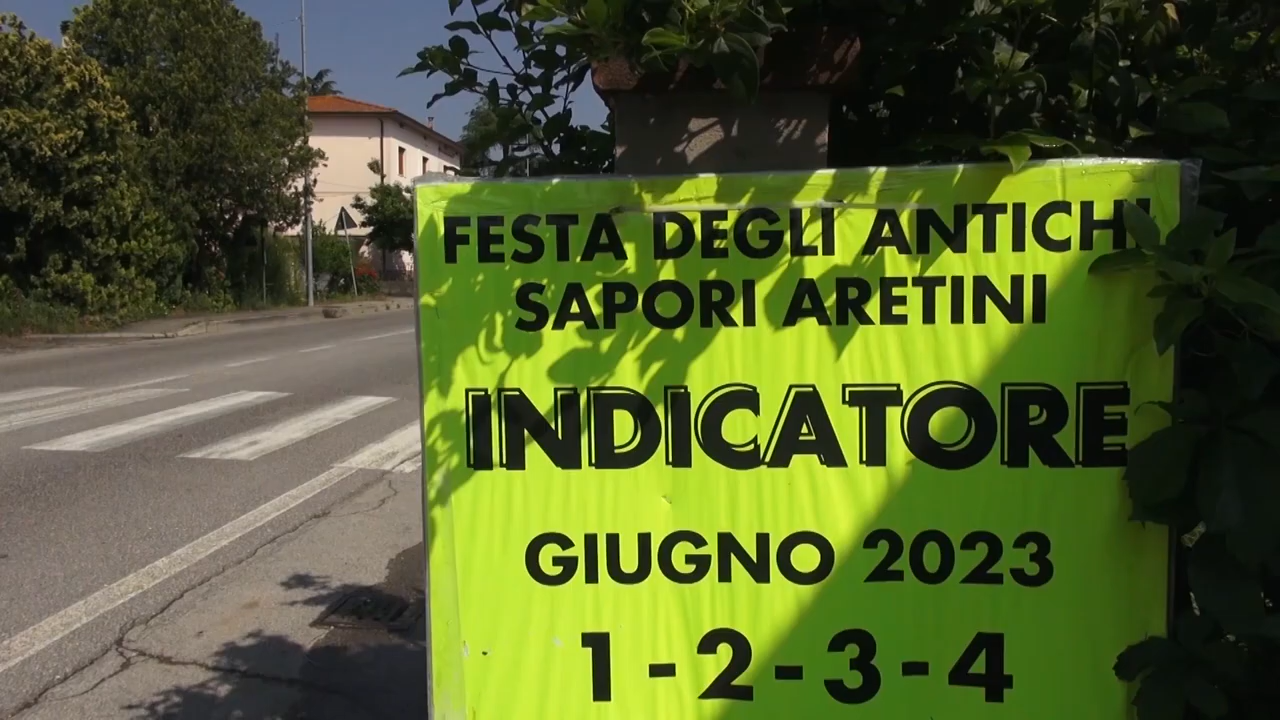 FESTA DEGLI ANTICHI
SAPORI ARETINI
INDICATORE
GIUGNO 2023
1-2-3-4